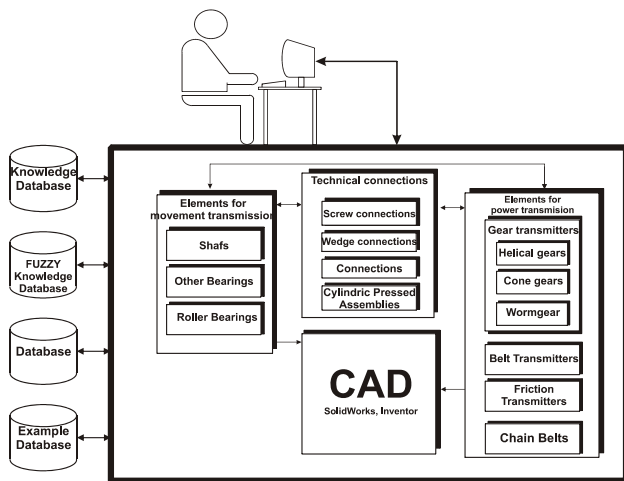 Knowledge
Database
FUZZY
Knowledge
Database
Database
Example
Database
Elements for
movement transmission
Shafs
Other Bearings
Roller Bearings
Technical connections
Screw connections
Wedge connections
Connections
Cylindric Pressed
Assemblies
CAD
SolidWorks, Inventor
Elements for
power transmision
Gear transmitters
Helical gears
Cone gears
Wormgear
Belt Transmitters
Friction
Transmitters
Chain Belts